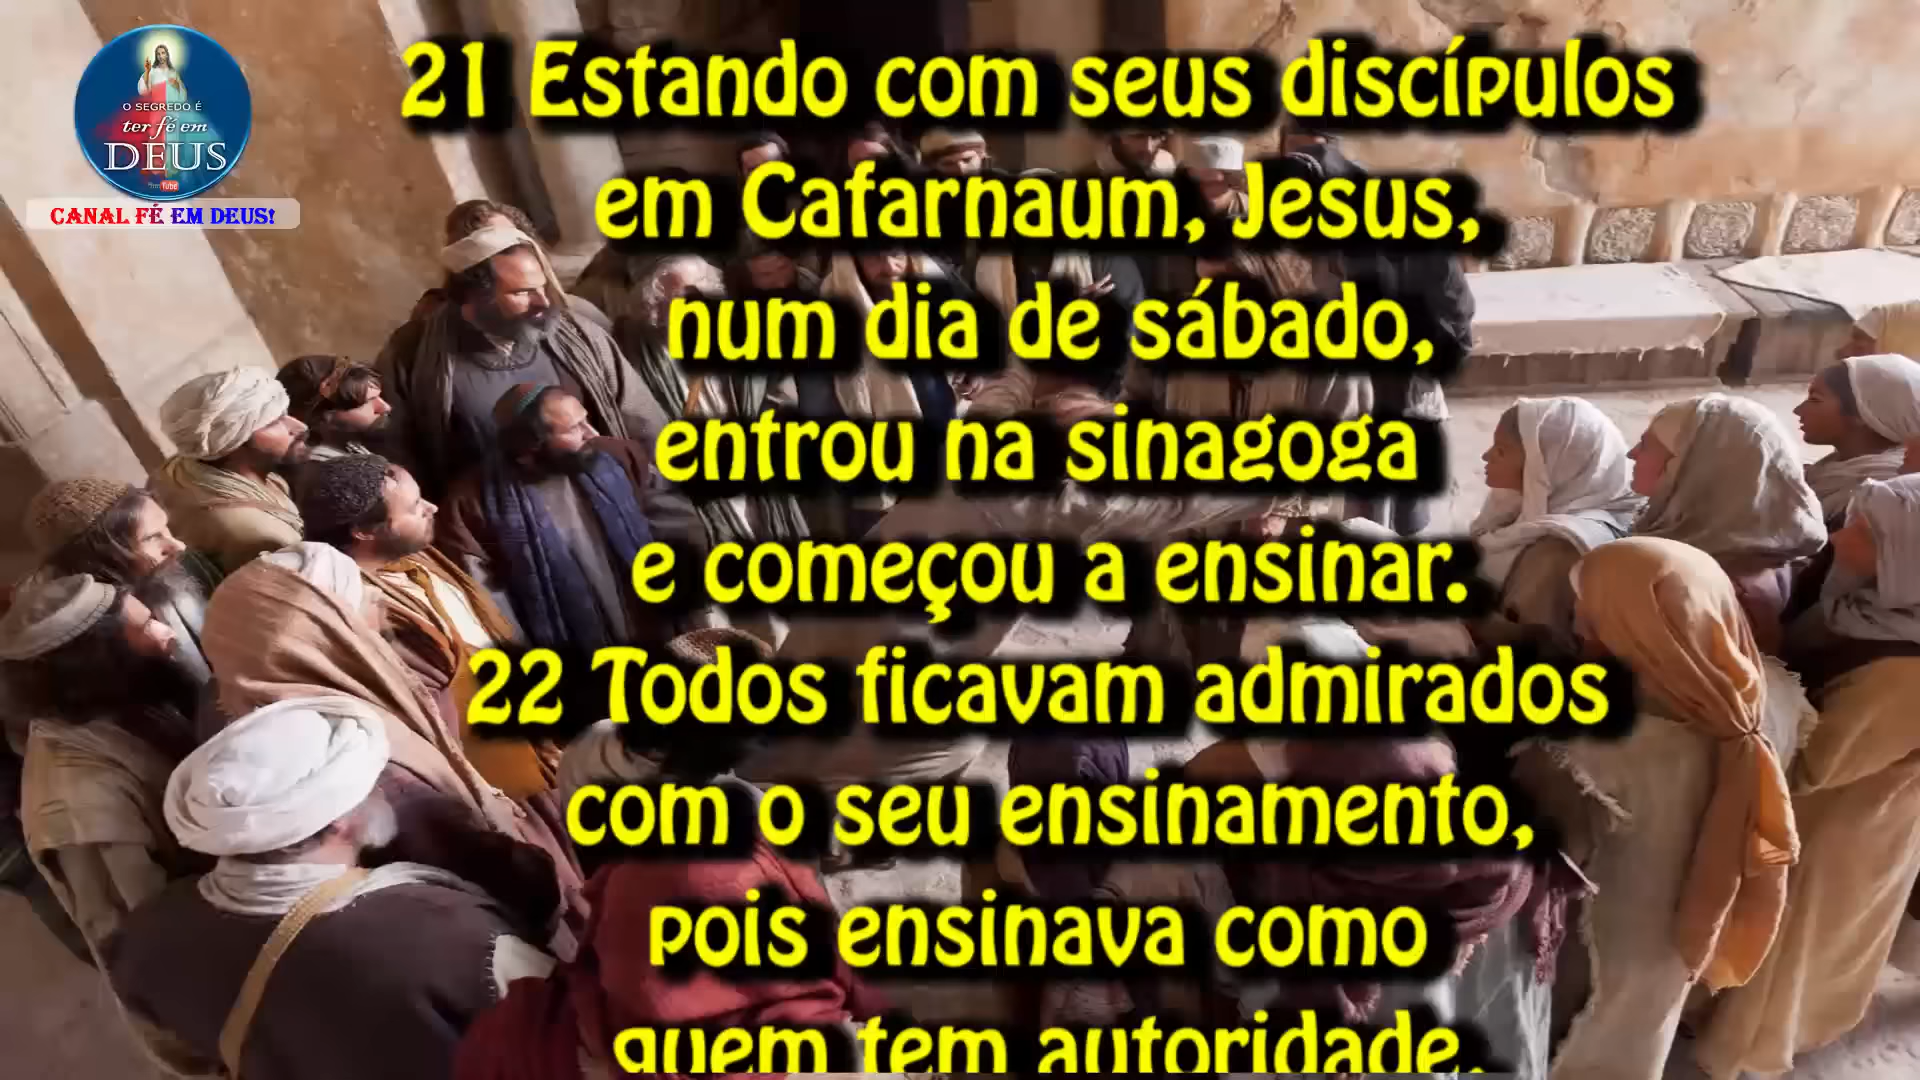 O SEGREDO É
ter fé em
DEUS
CANAL FÉ EM DEUS!
21 Estando com seus discípulos
em Cafarnaum, Jesus,
num dia de sábado,
entrou na sinagoga
e começou a ensinar.
22 Todos ficavam admirados
com o seu ensinamento,
pois ensinava como
quem tem autoridade,